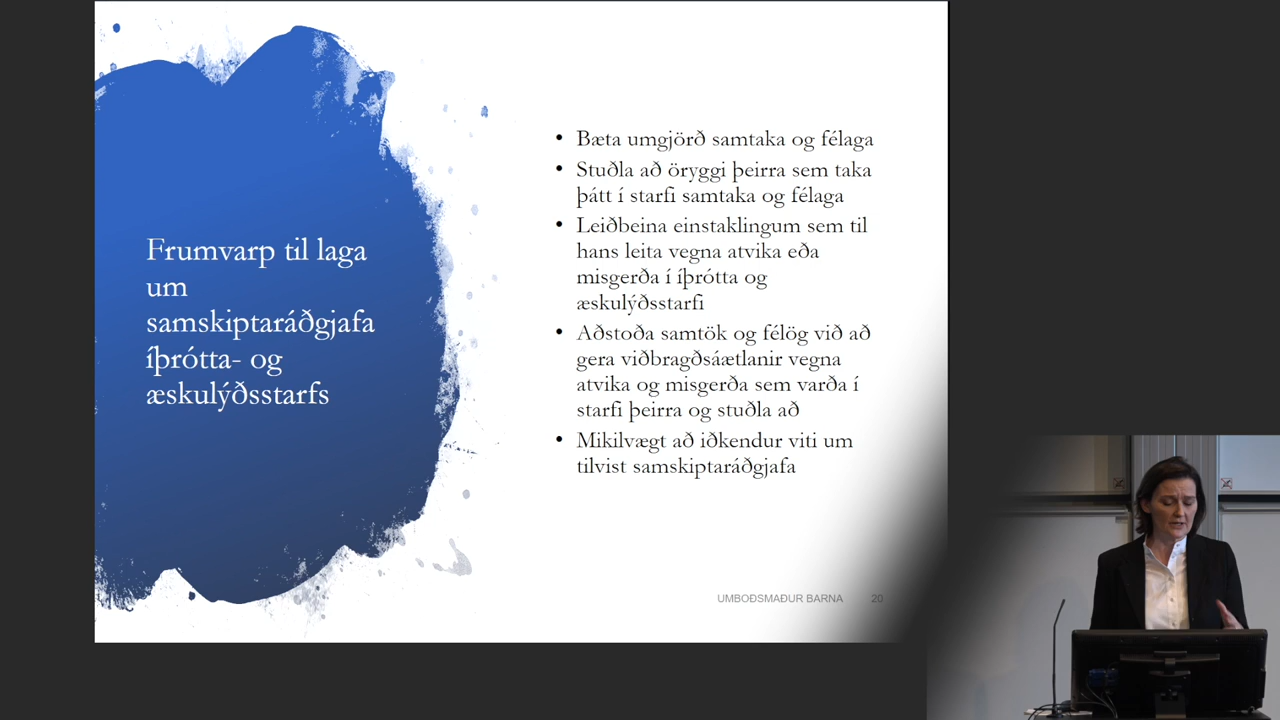 Frumvarp til laga
um
samskiptaráðgjafa
íþrótta- og
æskulýðsstarfs
• Bæta umgjörð samtaka og félaga
• Stuðla að öryggi þeirra sem taka
þátt í starfi samtaka og félaga
• Leiðbeina einstaklingum sem til
hans leita vegna atvika eða
misgerða í íþrótta og
æskulýðsstarfi
• Aðstoða samtök og félög við að
gera viðbragðsáætlanir vegna
atvika og misgerða sem varða í
starfi þeirra og stuðla að
• Mikilvægt að iðkendur viti um
tilvist samskiptaráðgjafa
UMBOÐSMAÐUR BARNA 20